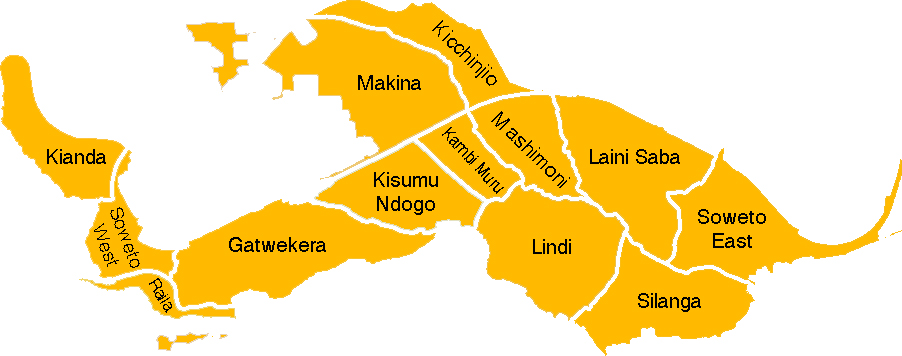 Kicchinjio
Makina
Mashimoni
Kambi Muru
Laini Saba
Kianda
Kisumu
Ndogo
Soweto
West
Soweto
East
Gatwekera
Lindi
Raila
Silanga